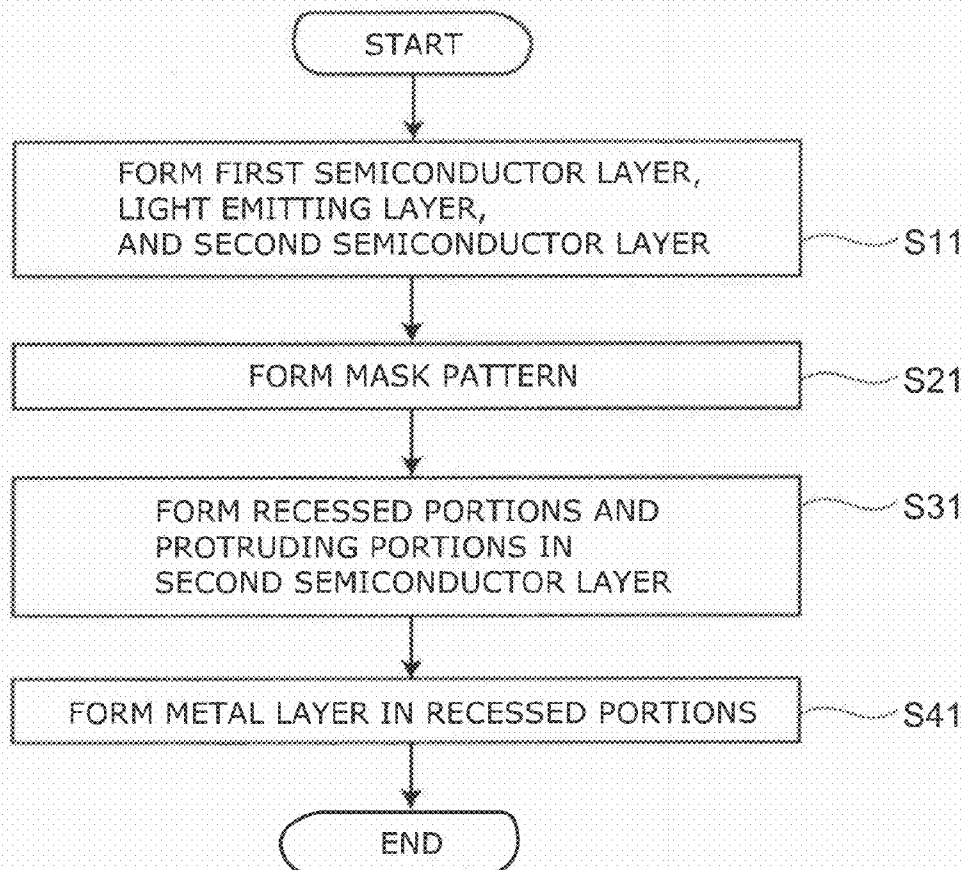 START
FORM FIRST SEMICONDUCTOR LAYER,
LIGHT EMITTING LAYER,
AND SECOND SEMICONDUCTOR LAYER
S11
FORM MASK PATTERN
S21
FORM RECESSED PORTIONS AND
PROTRUDING PORTIONS IN
SECOND SEMICONDUCTOR LAYER
S31
FORM METAL LAYER IN RECESSED PORTIONS
S41
END